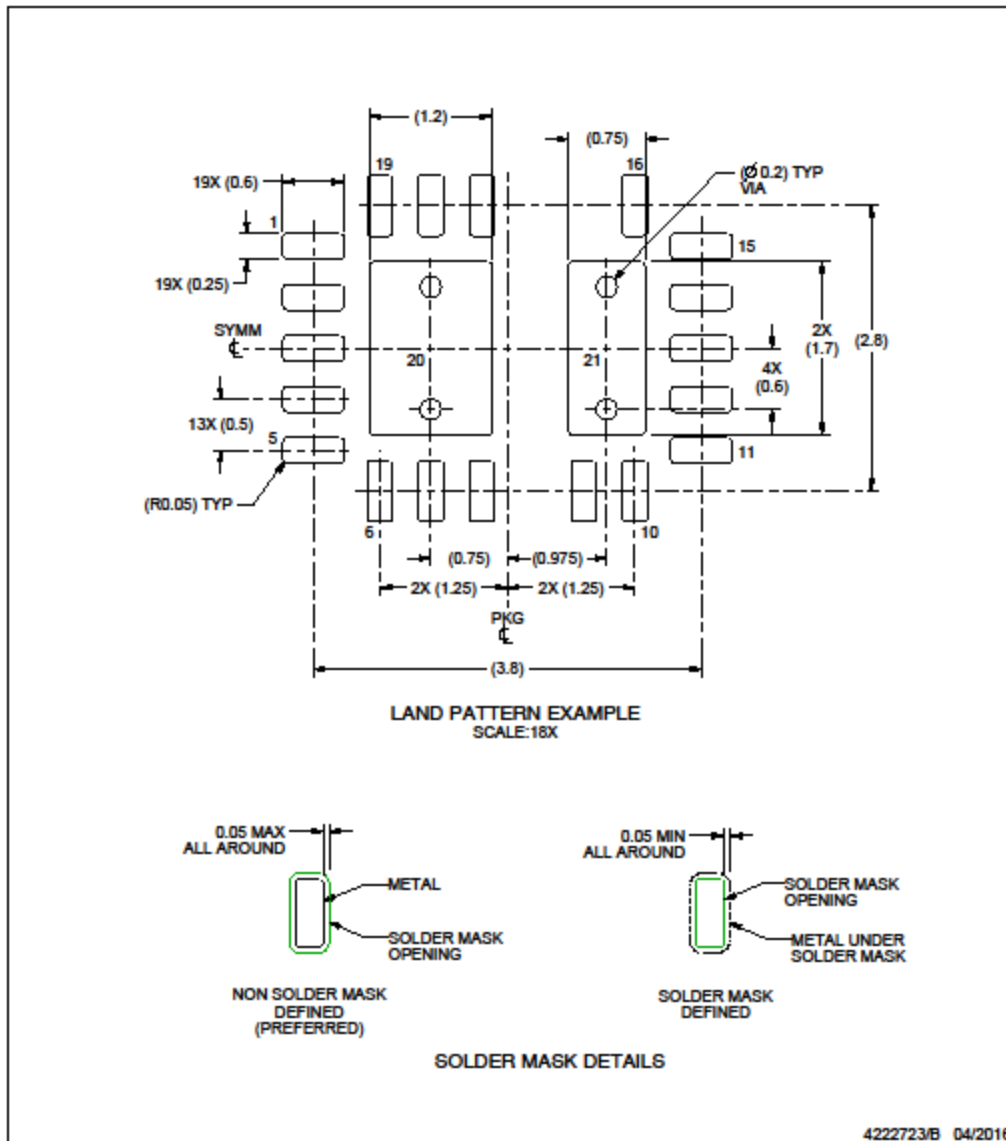 (1.2)
(0.75)
19
16
(Ø 0.2) TYP
VIA
19X (0.6)
1
15
19X (0.25)
SYMM
℄
2X
(1.7)
(2.8)
20
21
4X
(0.6)
13X (0.5)
5
11
(R0.05) TYP
6
10
(0.75)
(0.975)
2X (1.25)
2X (1.25)
PKG
℄
(3.8)
LAND PATTERN EXAMPLE
SCALE:18X
0.05 MAX
ALL AROUND
METAL
SOLDER MASK
OPENING
NON SOLDER MASK
DEFINED
(PREFERRED)
0.05 MIN
ALL AROUND
SOLDER MASK
OPENING
METAL UNDER
SOLDER MASK
SOLDER MASK
DEFINED
SOLDER MASK DETAILS
4222723/B 04/2016